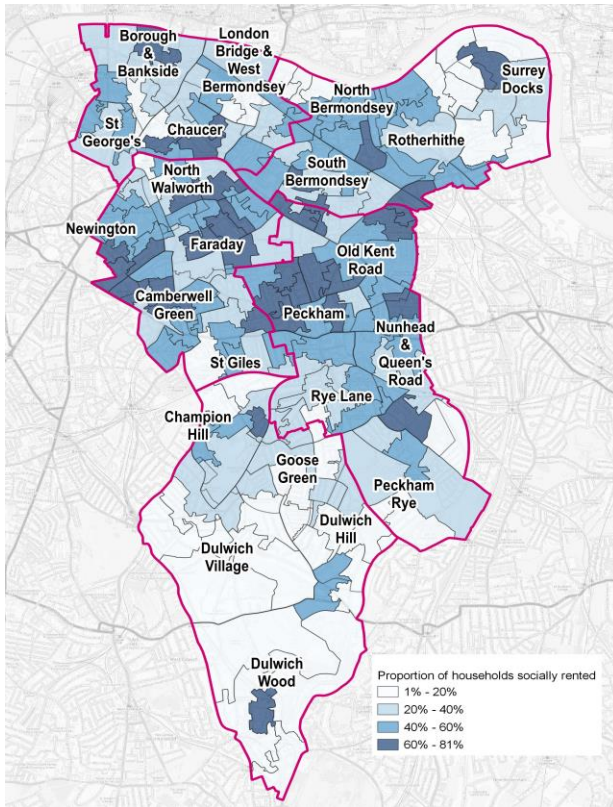 Borough
&
Bankside
London
Bridge &
West
Bermondsey
Surrey
Docks
North
Bermondsey
St
George's
Chaucer
Rotherhithe
South
Bermondsey
North
Walworth
Newington
Faraday
Old Kent
Road
Camberwell
Green
Peckham
Nunhead
&
Queen's
Road
St Giles
Rye Lane
Champion
Hill
Goose
Green
Peckham
Rye
Dulwich
Hill
Dulwich
Village
Dulwich
Wood
Proportion of households socially rented
1% - 20%
20% - 40%
40% - 60%
60% - 81%